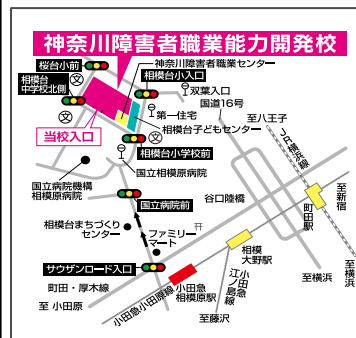 神奈川障害者職業能力開発校
桜台小前
神奈川障害者職業センター
相模台
中学校北側
文
相模台小入口
双葉入口
国道16号
第一住宅
至八王子
文
相模台子どもセンター
当校入口
JR横浜線
相模台小学校前
文
国立相模原病院
国立病院機構
相模原病院
谷口陸橋
至新宿
国立病院前
町田駅
相模台まちづくり
センター
ファミリー
マート
相模
大野駅
小田急
江ノ島線
サウザンロード入口
至横浜
至横浜
町田・厚木線
小田急小田原線
小田急
相模原駅
至 小田原
至藤沢